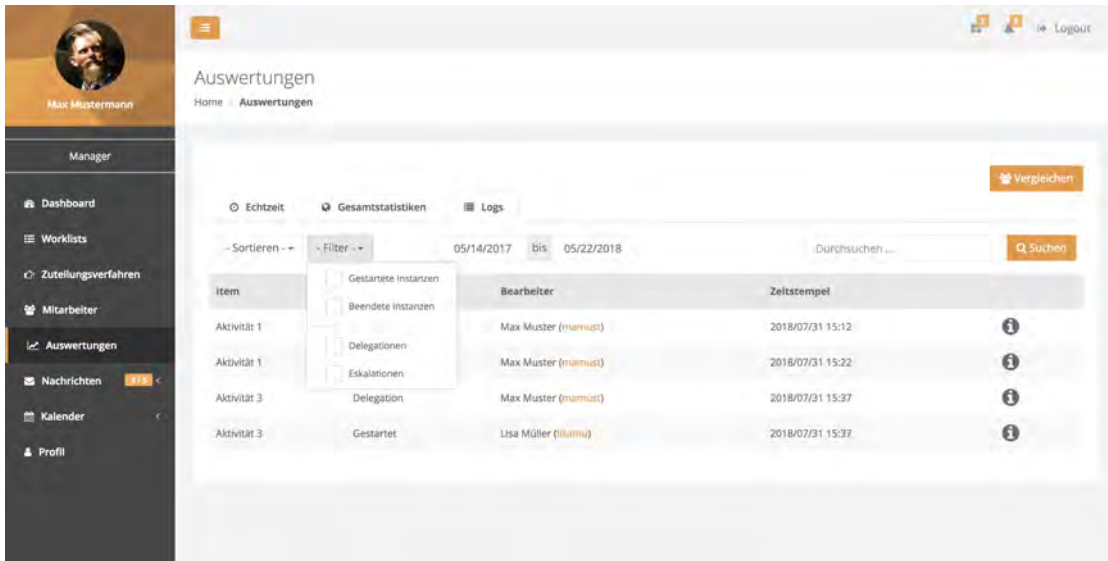 Logout
Max Mustermann
Auswertungen
Home Auswertungen
Manager
Vergleichen
Dashboard
Echtzeit Gesamtstatistiken Logs
Worklists
- Sortieren - - Filter - 05/14/2017 bis 05/22/2018 Durchsuchen ... Suchen
Zuteilungsverfahren
Gestartete Instanzen
Item Bearbeiter Zeitstempel
Mitarbeiter
Beendete Instanzen
Aktivität 1 Max Muster (mamust) 2018/07/31 15:12
Auswertungen
Delegationen
Aktivität 1 Max Muster (mamust) 2018/07/31 15:22
Eskalationen
Nachrichten
Aktivität 3 Delegation Max Muster (mamust) 2018/07/31 15:37
Kalender
Aktivität 3 Gestartet Lisa Müller 2018/07/31 15:37
Profil